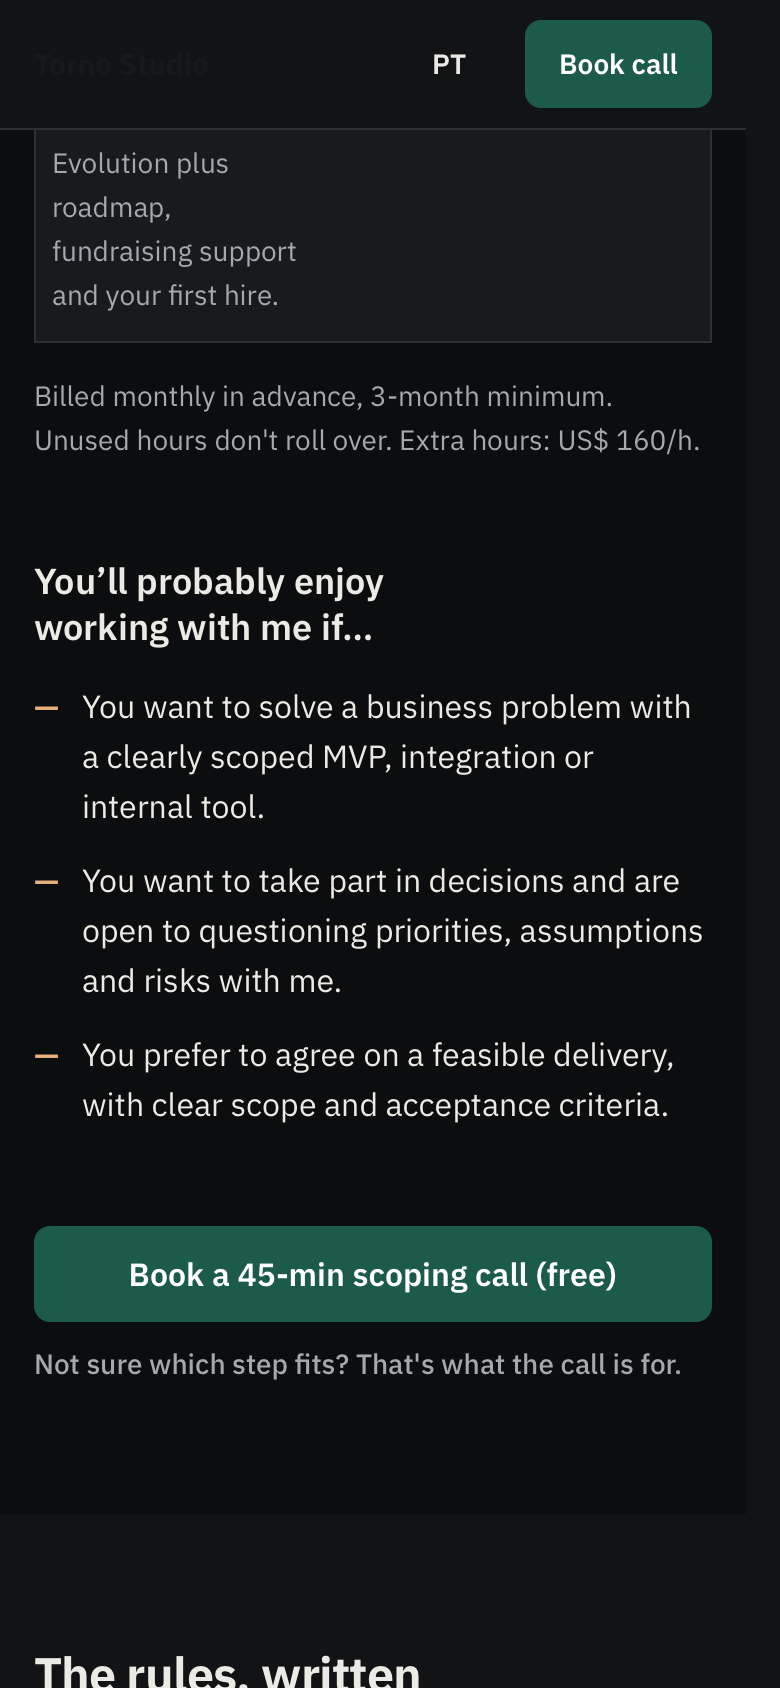 Torno Studio
PT
Book call
Evolution plus
roadmap,
fundraising support
and your first hire.
Billed monthly in advance, 3-month minimum.
Unused hours don't roll over. Extra hours: US$ 160/h.
You’ll probably enjoy
working with me if…
— You want to solve a business problem with
a clearly scoped MVP, integration or
internal tool.
— You want to take part in decisions and are
open to questioning priorities, assumptions
and risks with me.
— You prefer to agree on a feasible delivery,
with clear scope and acceptance criteria.
Book a 45-min scoping call (free)
Not sure which step fits? That's what the call is for.
The rules, written